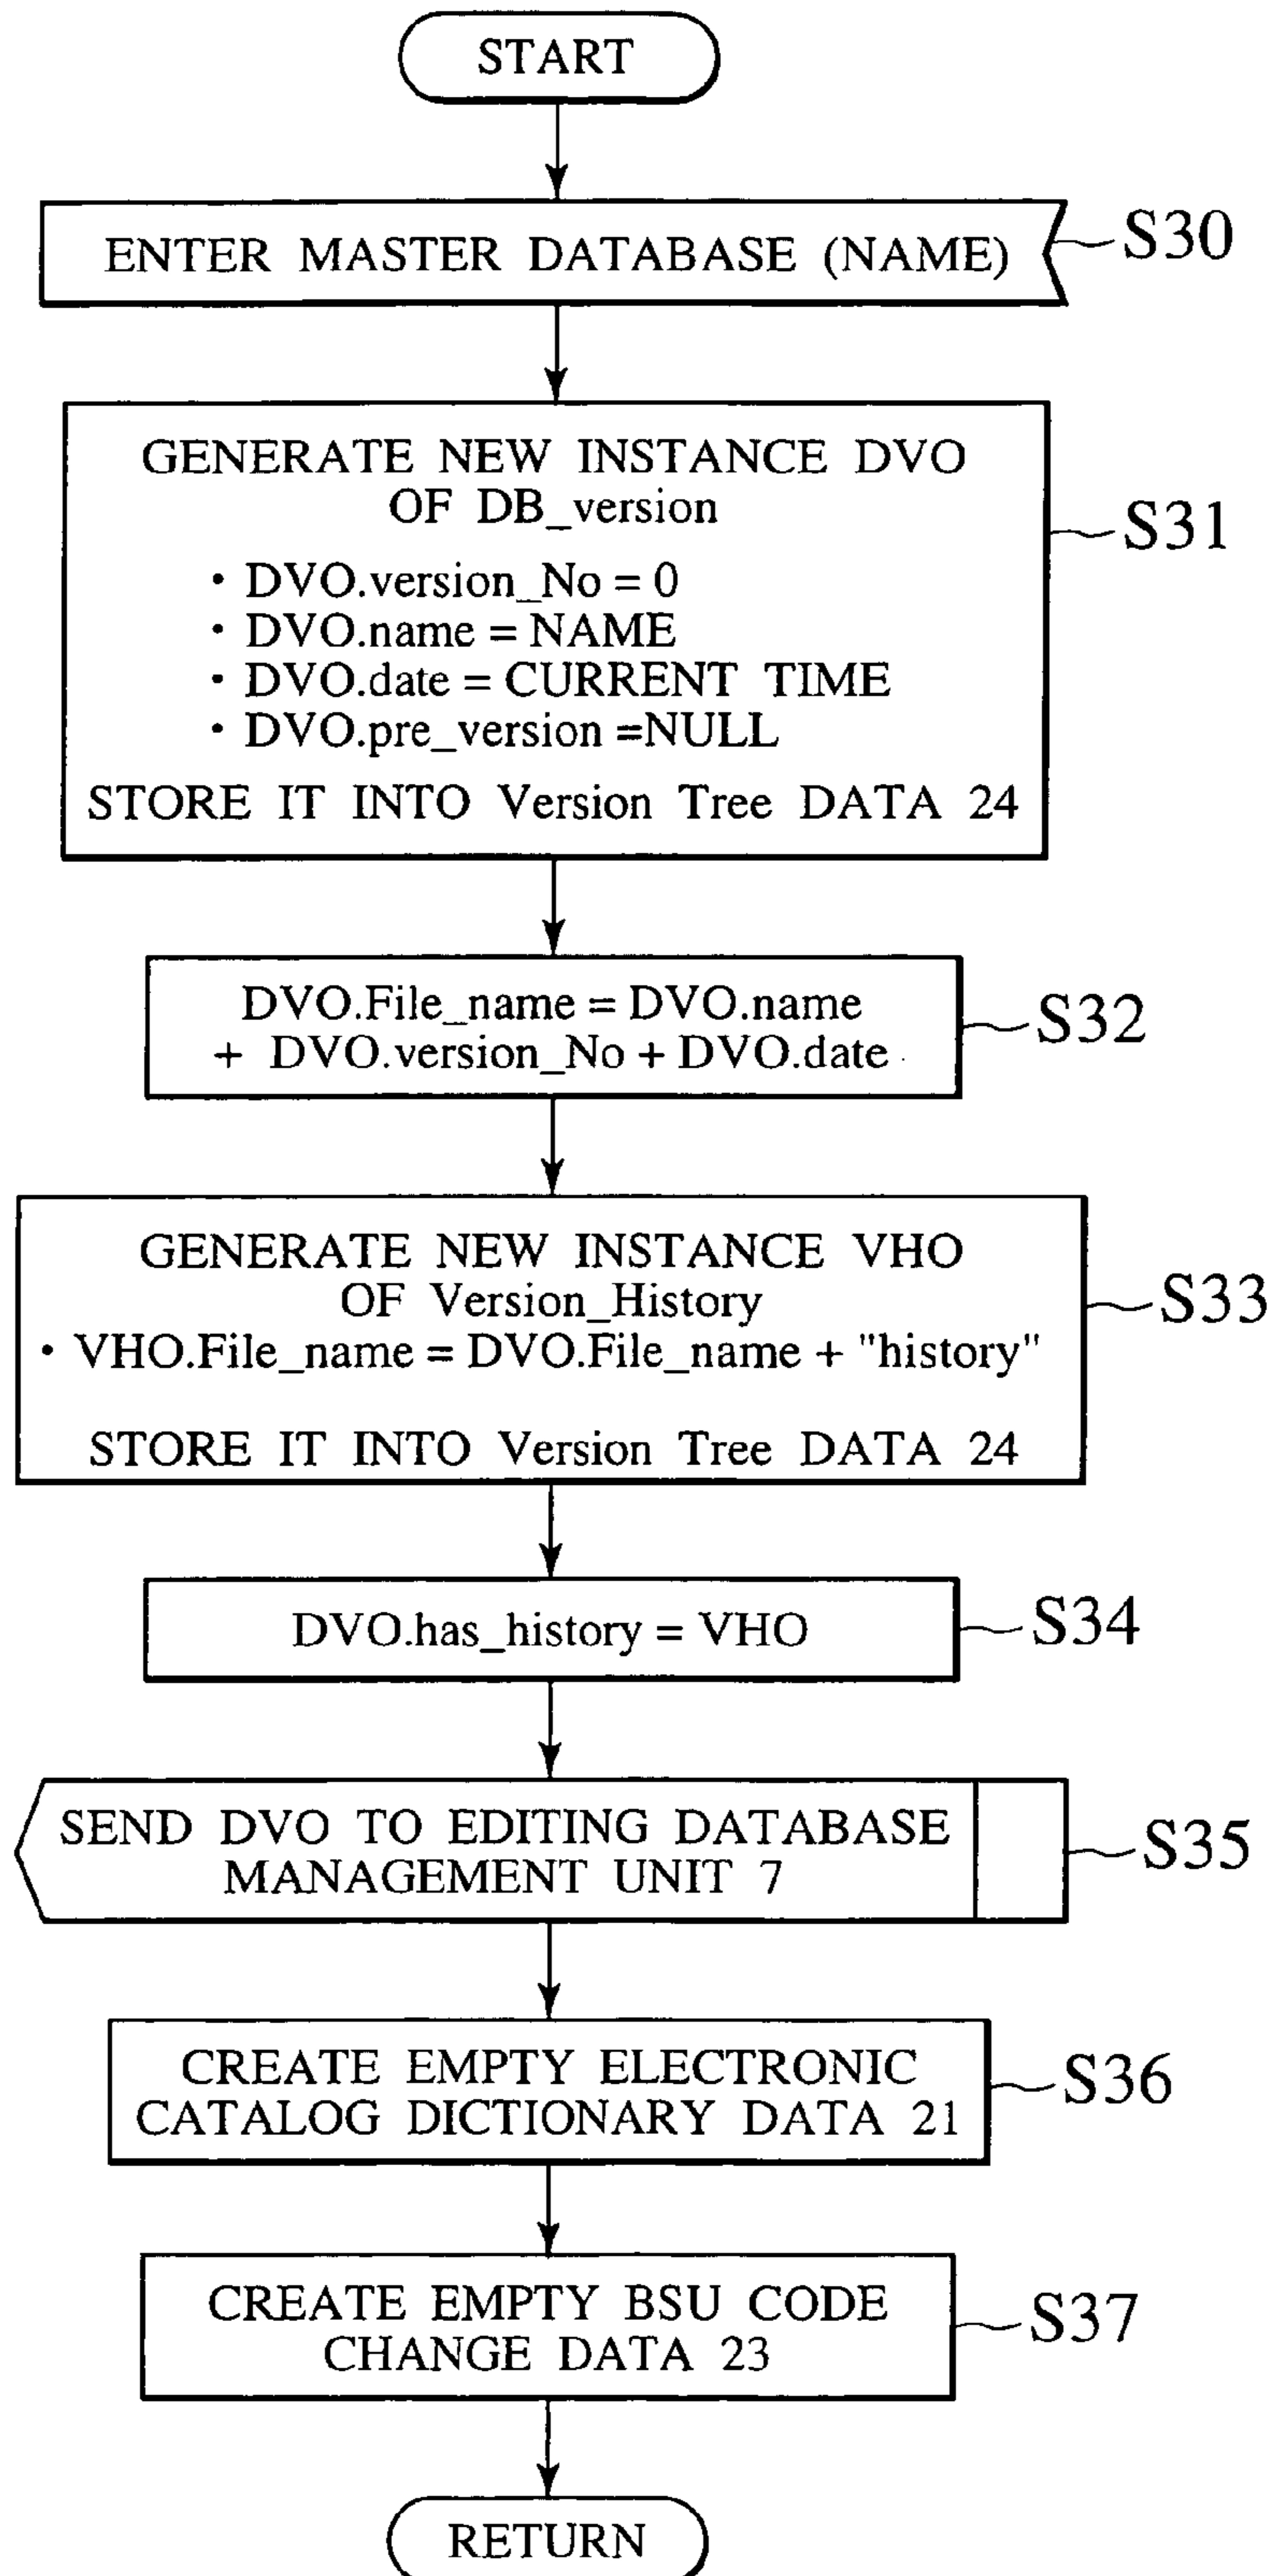 START
ENTER MASTER DATABASE (NAME)
S30
GENERATE NEW INSTANCE DVO
OF DB_version
· DVO.version_No = 0
· DVO.name = NAME
· DVO.date = CURRENT TIME
· DVO.pre_version =NULL
STORE IT INTO Version Tree DATA 24
S31
DVO.File_name = DVO.name
+ DVO.version_No + DVO.date
S32
GENERATE NEW INSTANCE VHO
OF Version_History
· VHO.File_name = DVO.File_name + "history"
STORE IT INTO Version Tree DATA 24
S33
DVO.has_history = VHO
S34
SEND DVO TO EDITING DATABASE
MANAGEMENT UNIT 7
S35
CREATE EMPTY ELECTRONIC
CATALOG DICTIONARY DATA 21
S36
CREATE EMPTY BSU CODE
CHANGE DATA 23
S37
RETURN